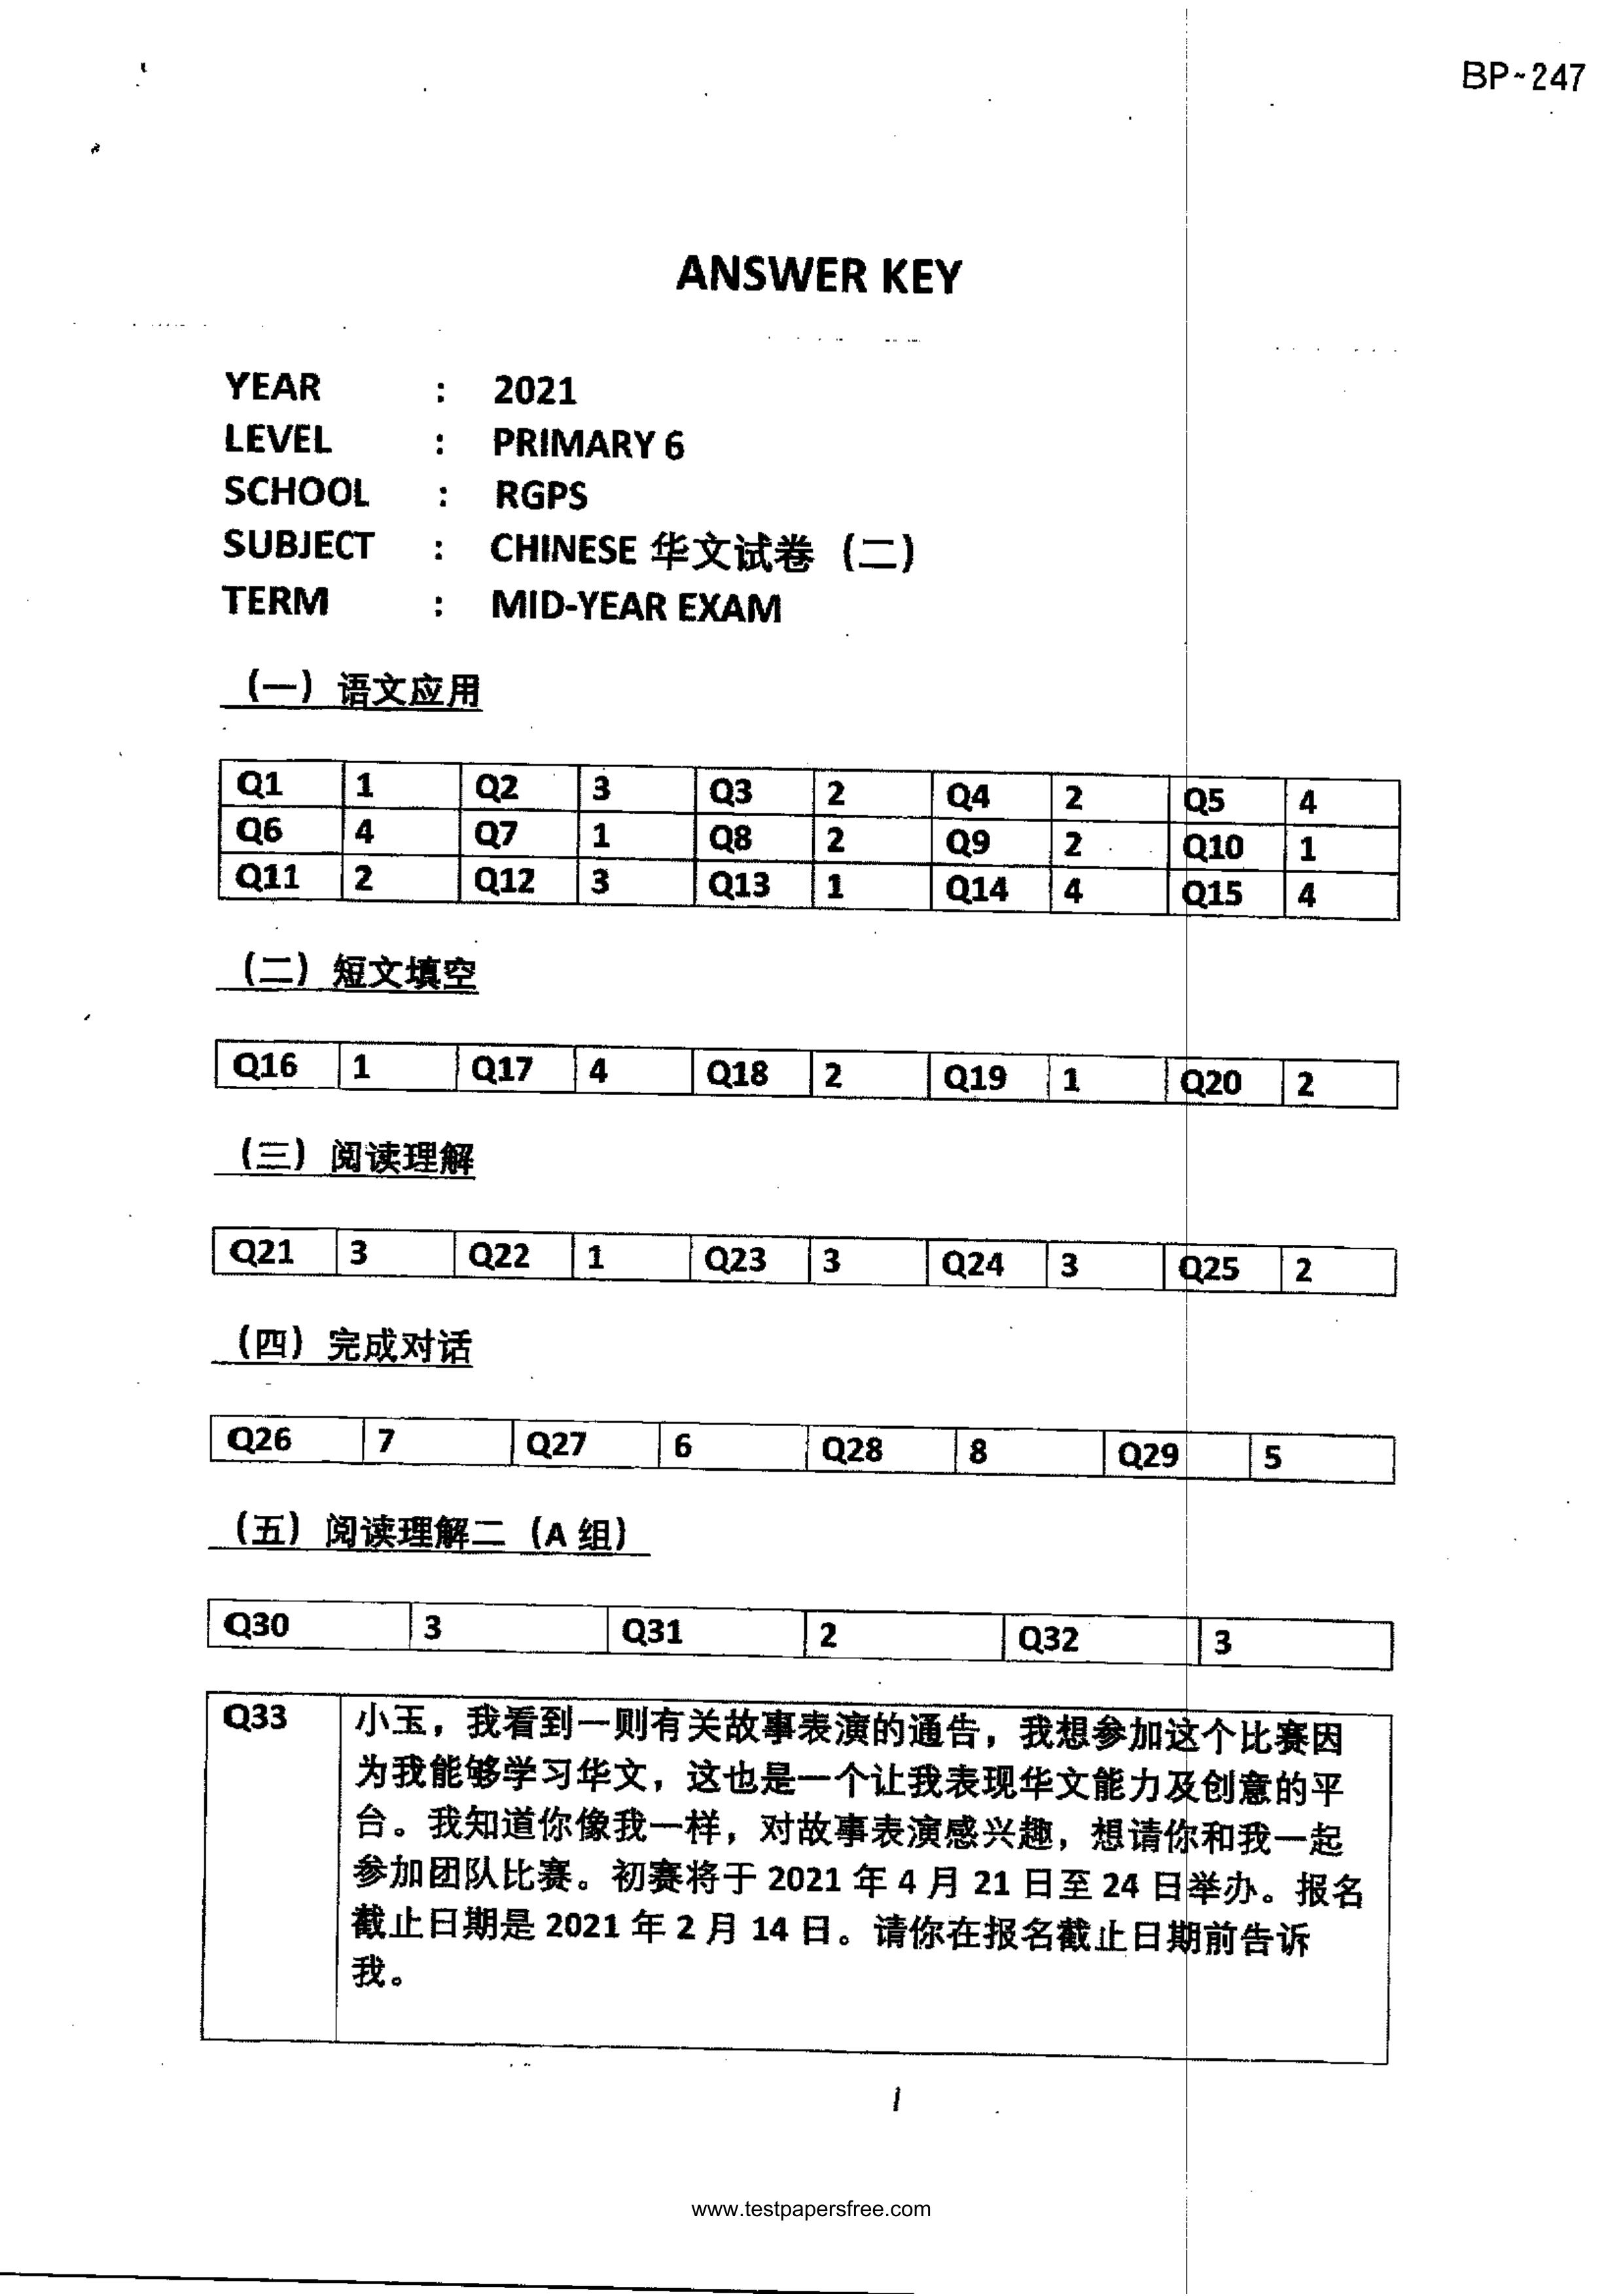 BP~247
ANSWER KEY
YEAR : 2021
LEVEL : PRIMARY 6
SCHOOL : RGPS
SUBJECT : CHINESE 华文试卷（二）
TERM : MID-YEAR EXAM
（一）语文应用
Q1 1 Q2 3 Q3 2 Q4 2 Q5 4
Q6 4 Q7 1 Q8 2 Q9 2 Q10 1
Q11 2 Q12 3 Q13 1 Q14 4 Q15 4
（二）短文填空
Q16 1 Q17 4 Q18 2 Q19 1 Q20 2
（三）阅读理解
Q21 3 Q22 1 Q23 3 Q24 3 Q25 2
（四）完成对话
Q26 7 Q27 6 Q28 8 Q29 5
（五）阅读理解二（A 组）
Q30 3 Q31 2 Q32 3
Q33 小玉，我看到一则有关故事表演的通告，我想参加这个比赛因
为我能够学习华文，这也是一个让我表现华文能力及创意的平
台。我知道你像我一样，对故事表演感兴趣，想请你和我一起
参加团队比赛。初赛将于 2021 年 4 月 21 日至 24 日举办。报名
截止日期是 2021 年 2 月 14 日。请你在报名截止日期前告诉
我。
1
www.testpapersfree.com